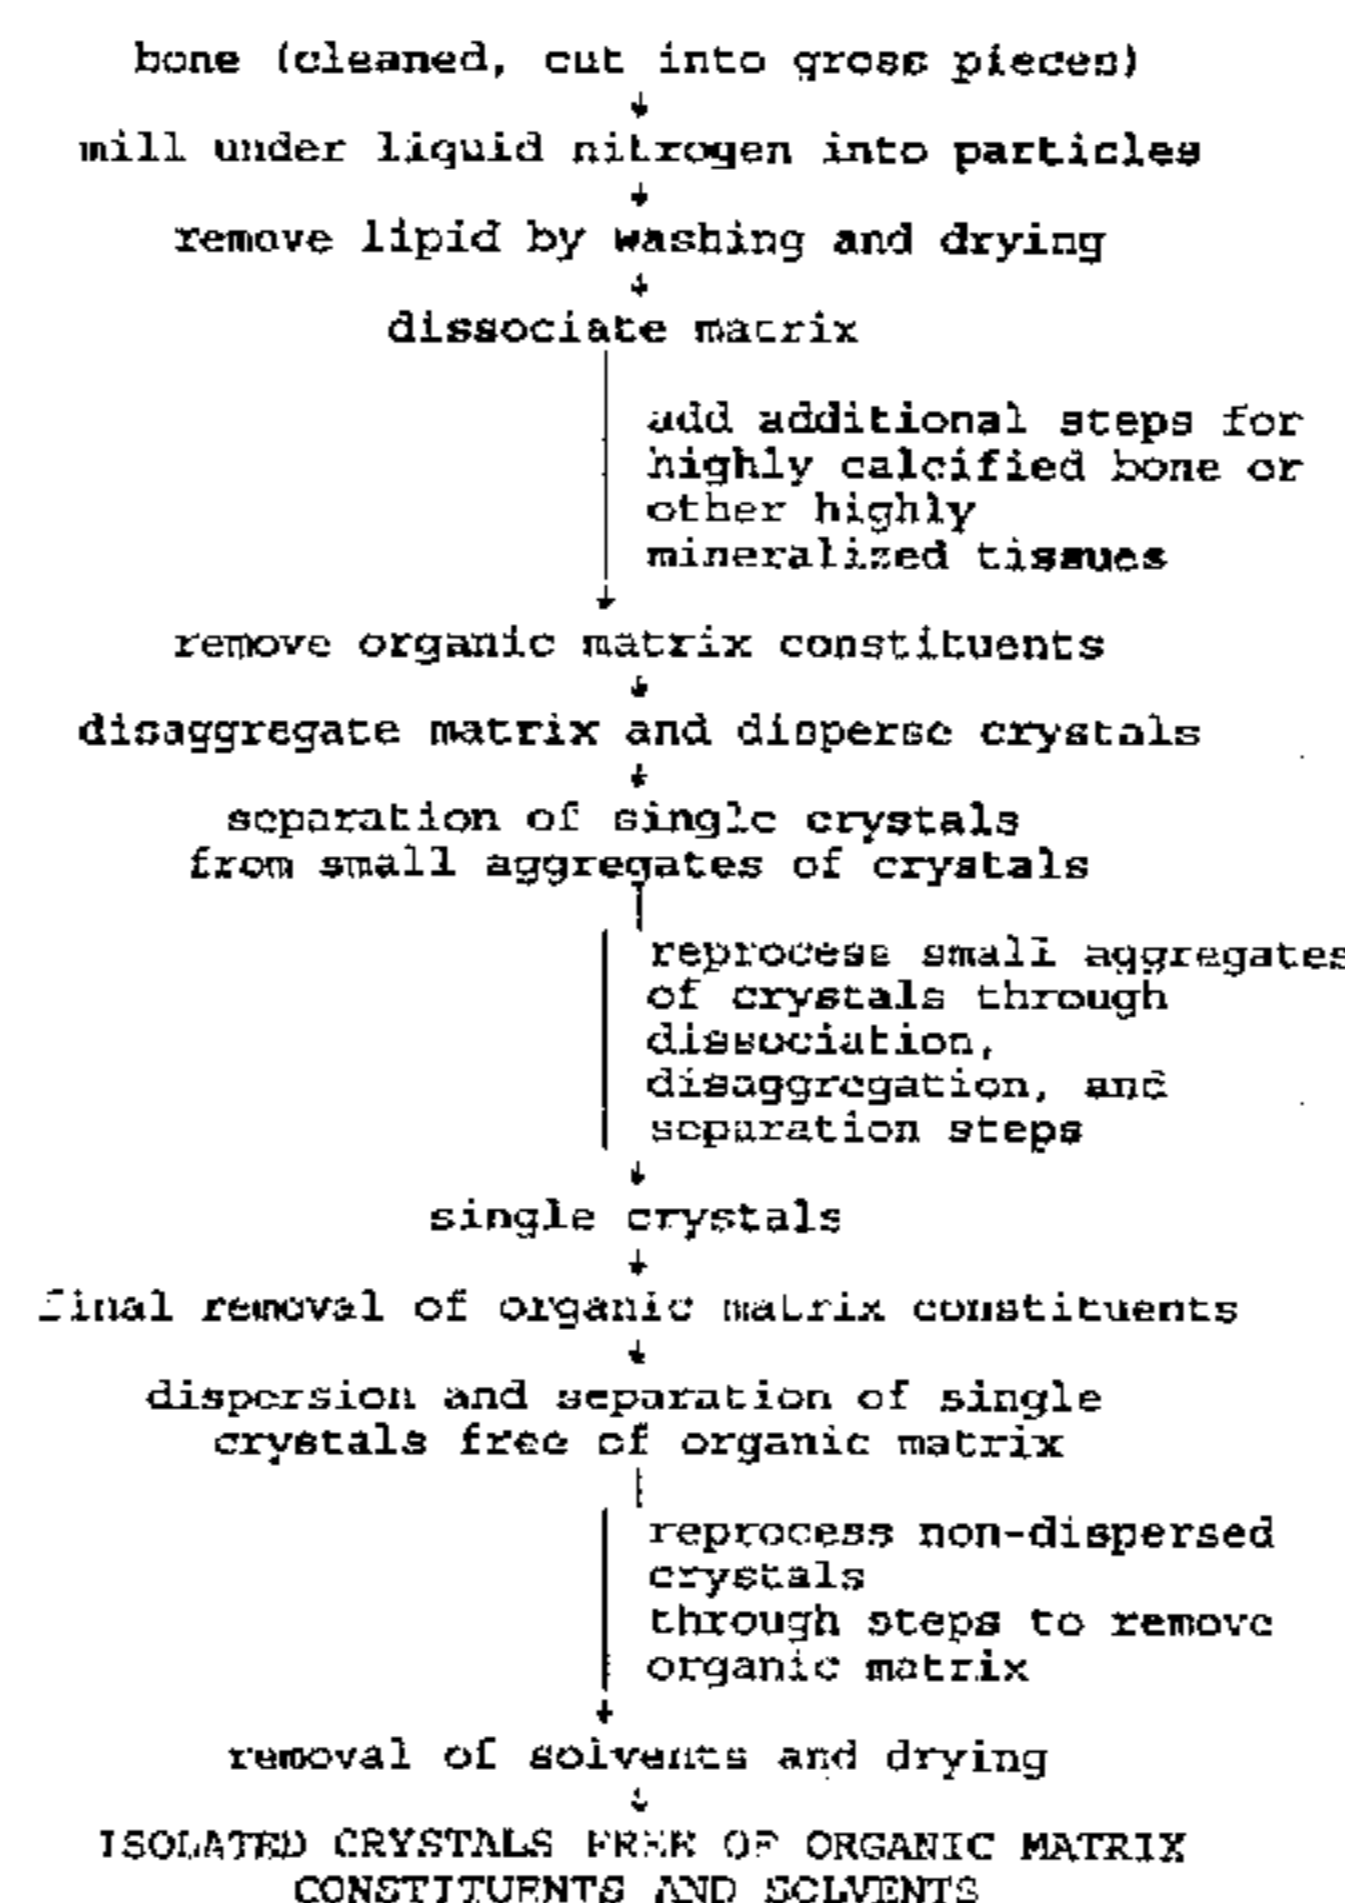 bone (cleaned, cut into gross pieces)
mill under liquid nitrogen into particles
remove lipid by washing and drying
dissociate matrix
add additional steps for
highly calcified bone or
other highly
mineralized tissues
remove organic matrix constituents
disaggregate matrix and disperse crystals
separation of single crystals
from small aggregates of crystals
reprocess small aggregates
of crystals through
dissociation,
disaggregation, and
separation steps
single crystals
final removal of organic matrix constituents
dispersion and separation of single
crystals free of organic matrix
reprocess non-dispersed
crystals
through steps to remove
organic matrix
removal of solvents and drying
ISOLATED CRYSTALS FREE OF ORGANIC MATRIX
CONSTITUENTS AND SOLVENTS